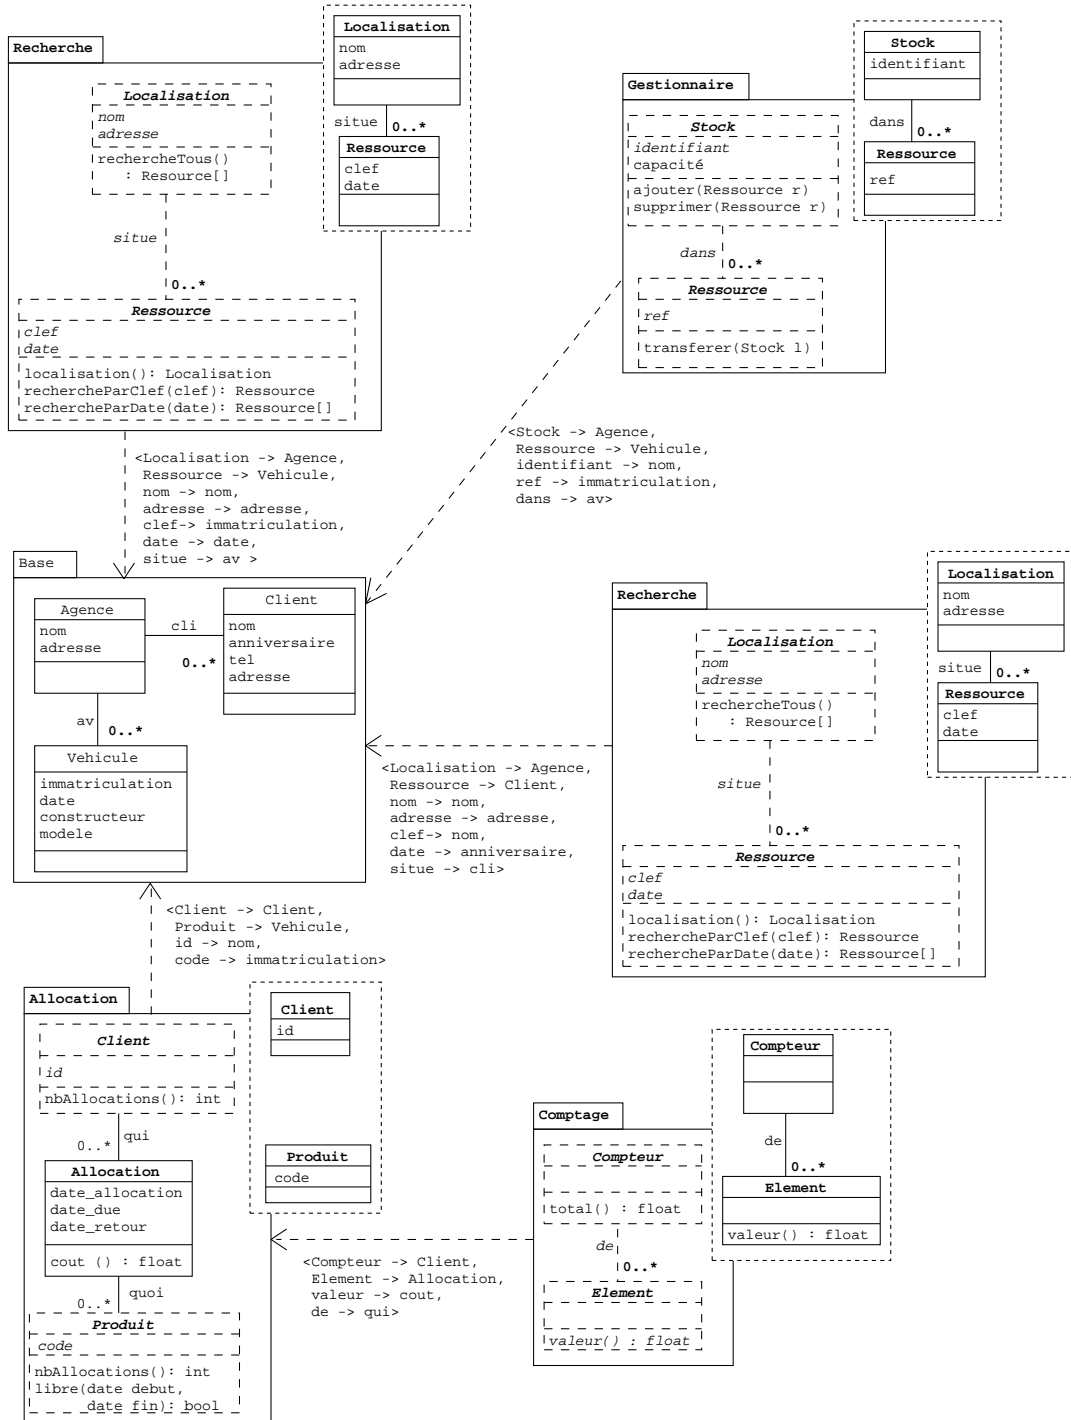 Recherche
Localisation
nom
adresse
rechercheTous()
: Resource[]
situe
0..*
Ressource
clef
date
localisation(): Localisation
rechercheParClef(clef): Ressource
rechercheParDate(date): Ressource[]
Localisation
nom
adresse
situe
0..*
Ressource
clef
date
Gestionnaire
Stock
identifiant
capacité
ajouter(Ressource r)
supprimer(Ressource r)
dans
0..*
Ressource
ref
transferer(Stock l)
Stock
identifiant
dans
0..*
Ressource
ref
<Localisation -> Agence,
Ressource -> Vehicule,
nom -> nom,
adresse -> adresse,
clef-> immatriculation,
date -> date,
situe -> av >
<Stock -> Agence,
Ressource -> Vehicule,
identifiant -> nom,
ref -> immatriculation,
dans -> av>
Base
Agence
nom
adresse
cli
0..*
Client
nom
anniversaire
tel
adresse
av
0..*
Vehicule
immatriculation
date
constructeur
modele
<Localisation -> Agence,
Ressource -> Client,
nom -> nom,
adresse -> adresse,
clef-> nom,
date -> anniversaire,
situe -> cli>
Recherche
Localisation
nom
adresse
rechercheTous()
: Resource[]
situe
0..*
Ressource
clef
date
localisation(): Localisation
rechercheParClef(clef): Ressource
rechercheParDate(date): Ressource[]
Localisation
nom
adresse
situe
0..*
Ressource
clef
date
<Client -> Client,
Produit -> Vehicule,
id -> nom,
code -> immatriculation>
Allocation
Client
id
nbAllocations(): int
qui
0..*
Allocation
date_allocation
date_due
date_retour
cout () : float
quoi
0..*
Produit
code
nbAllocations(): int
libre(date debut,
date fin): bool
Client
id
Produit
code
<Compteur -> Client,
Element -> Allocation,
valeur -> cout,
de -> qui>
Comptage
Compteur
total() : float
de
0..*
Element
valeur() : float
Compteur
de
0..*
Element
valeur() : float